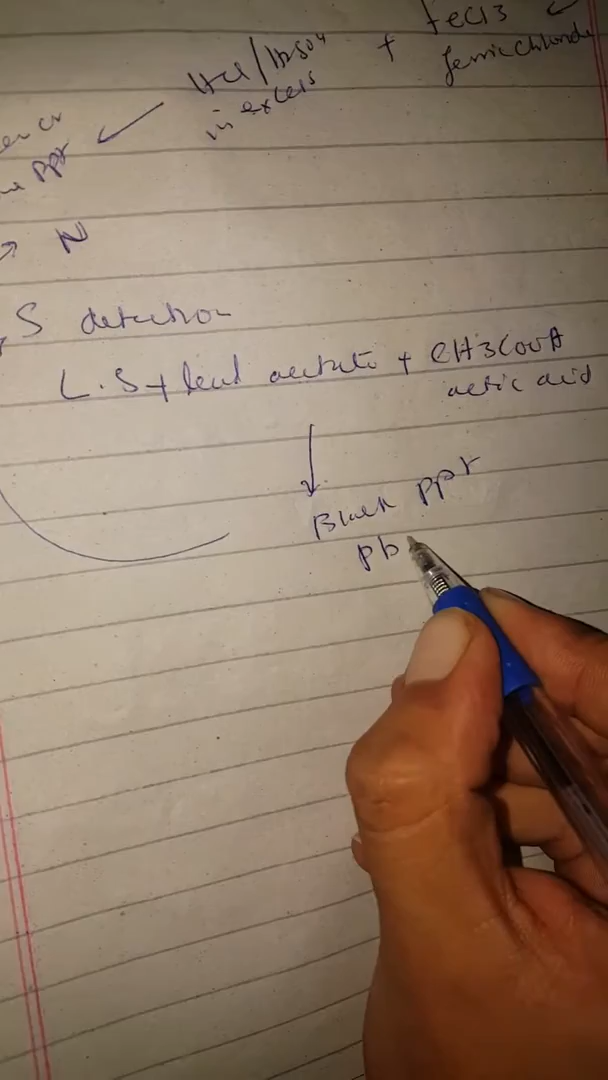 FeCl3
HCl/H2SO4 +
in excess ferric chloride
ppt
N
S detection
L.S + lead acetate + CH3COOH
acetic acid
Black ppt
pb